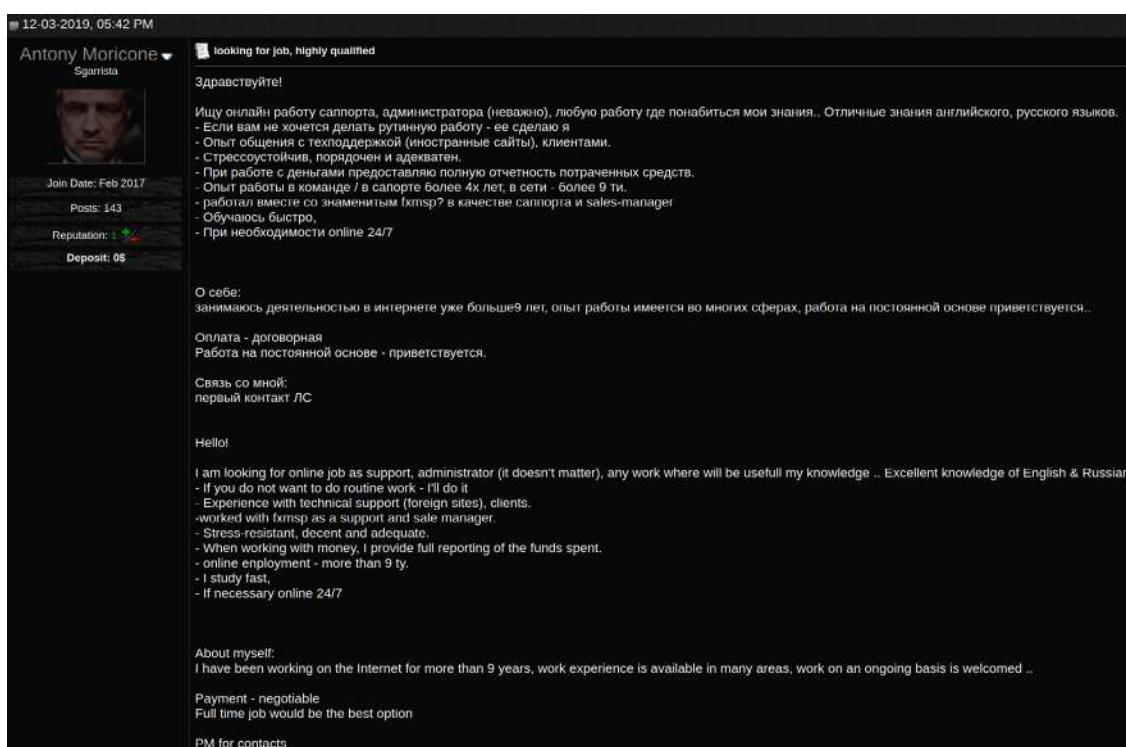 12-03-2019, 05:42 PM
Antony Moricone
Sgarrista
Join Date: Feb 2017
Posts: 143
Reputation: 1
Deposit: 0$
looking for job, highly qualified
Здравствуйте!
Ищу онлайн работу саппорта, администратора (неважно), любую работу где понабиться мои знания.. Отличные знания английского, русского языков.
- Если вам не хочется делать рутинную работу - ее сделаю я
- Опыт общения с техподдержкой (иностранные сайты), клиентами.
- Стрессоустойчив, порядочен и адекватен.
- При работе с деньгами предоставляю полную отчетность потраченных средств.
- Опыт работы в команде / в сапорте более 4х лет, в сети - более 9 ти.
- работал вместе со знаменитым fxmsp? в качестве саппорта и sales-manager
- Обучаюсь быстро,
- При необходимости online 24/7
О себе:
занимаюсь деятельностью в интернете уже больше9 лет, опыт работы имеется во многих сферах, работа на постоянной основе приветствуется..
Оплата - договорная
Работа на постоянной основе - приветствуется.
Связь со мной:
первый контакт ЛС
Hello!
I am looking for online job as support, administrator (it doesn't matter), any work where will be usefull my knowledge .. Excellent knowledge of English & Russian
- If you do not want to do routine work - I'll do it
- Experience with technical support (foreign sites), clients.
-worked with fxmsp as a support and sale manager.
- Stress-resistant, decent and adequate.
- When working with money, I provide full reporting of the funds spent.
- online enployment - more than 9 ty.
- I study fast,
- If necessary online 24/7
About myself:
I have been working on the Internet for more than 9 years, work experience is available in many areas, work on an ongoing basis is welcomed ..
Payment - negotiable
Full time job would be the best option
PM for contacts